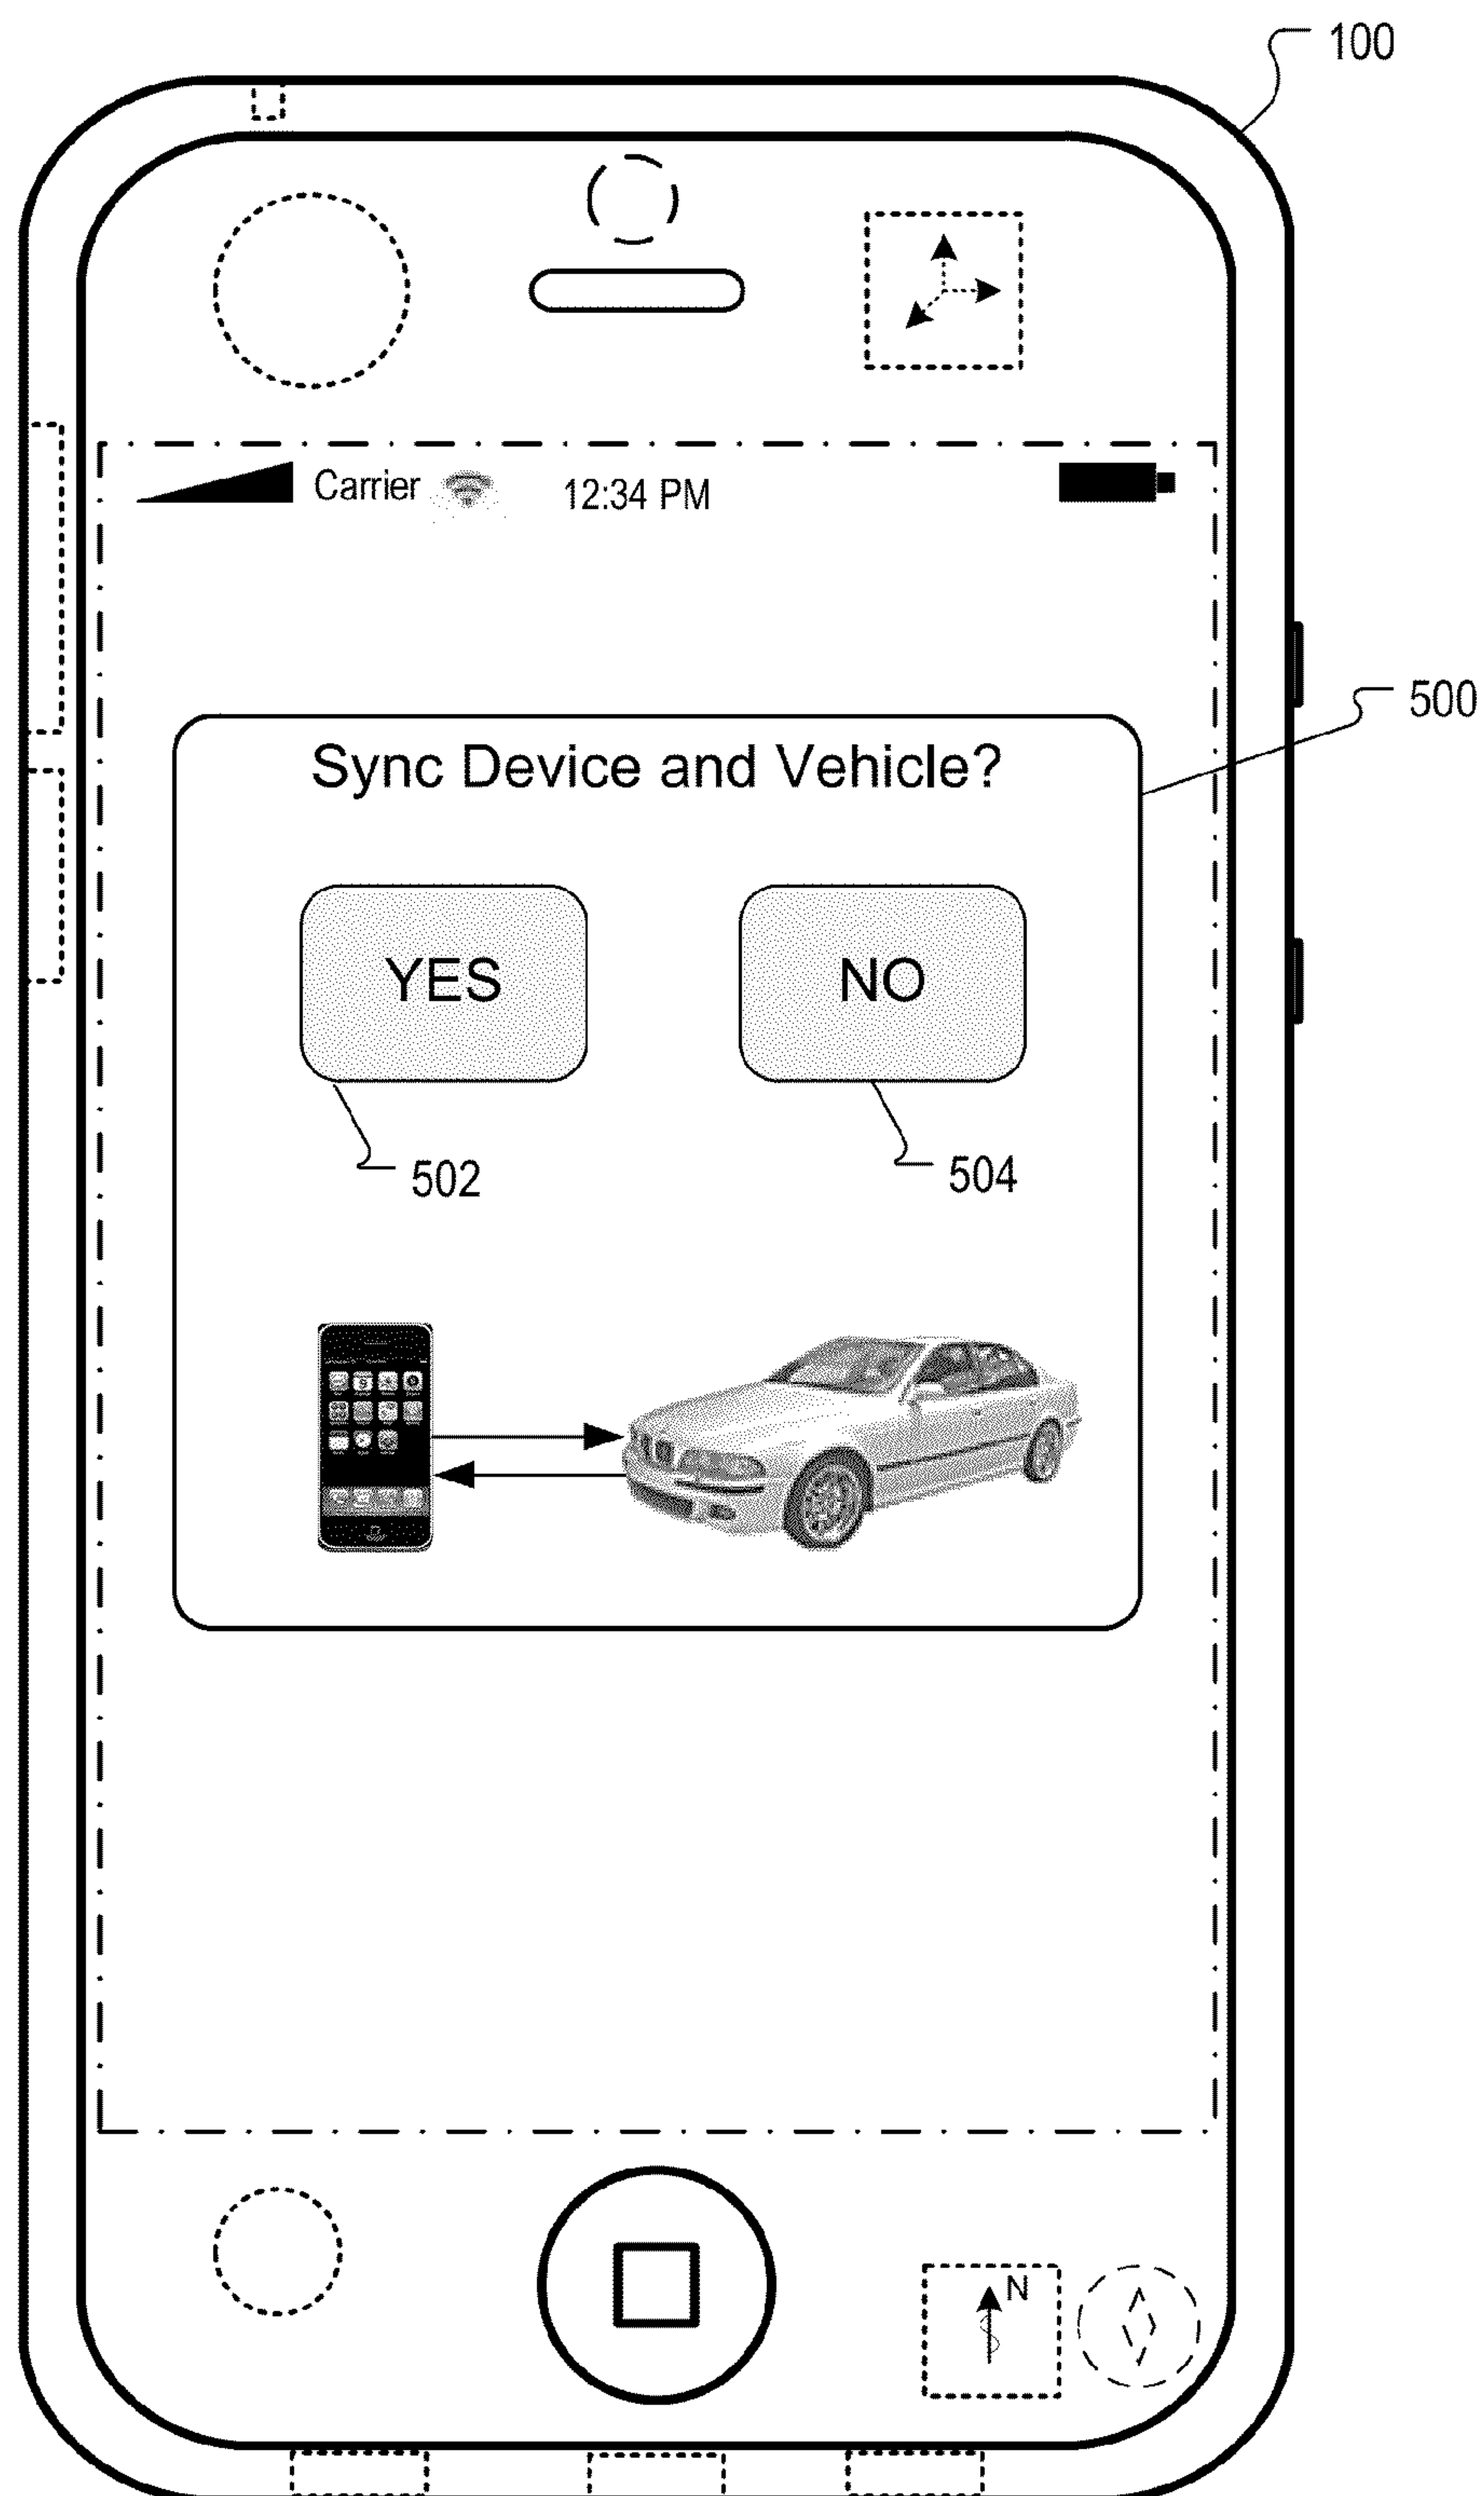 100
Carrier 12:34 PM
500
Sync Device and Vehicle?
YES NO
502 504
N